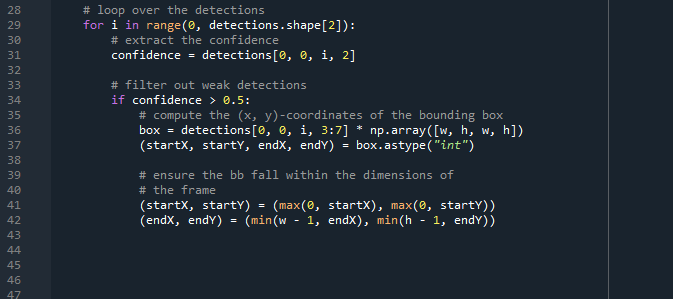 28 # loop over the detections
29 for i in range(0, detections.shape[2]):
30 # extract the confidence
31 confidence = detections[0, 0, i, 2]
32
33 # filter out weak detections
34 if confidence > 0.5:
35 # compute the (x, y)-coordinates of the bounding box
36 box = detections[0, 0, i, 3:7] * np.array([w, h, w, h])
37 (startX, startY, endX, endY) = box.astype("int")
38
39 # ensure the bb fall within the dimensions of
40 # the frame
41 (startX, startY) = (max(0, startX), max(0, startY))
42 (endX, endY) = (min(w - 1, endX), min(h - 1, endY))
43
44
45
46
47